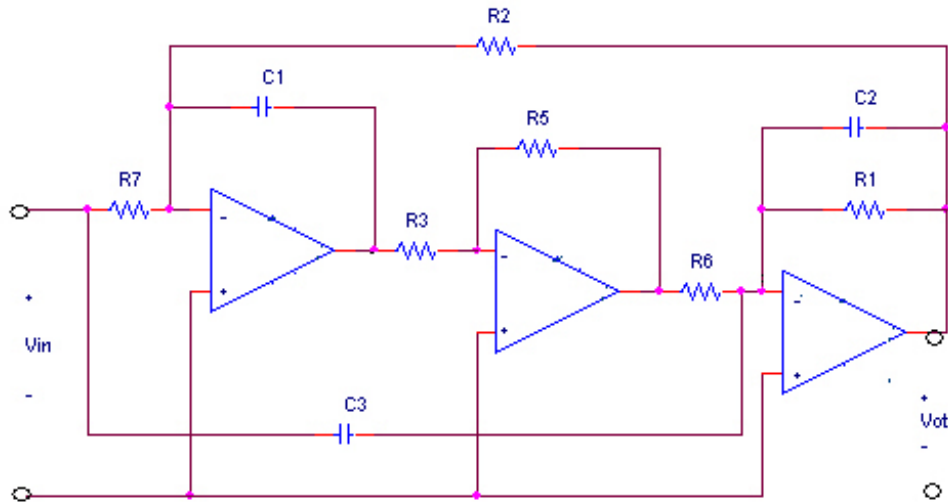 R2
C1
C2
R5
R7
R1
-
-
R3
R6
-
+
+
+
Vin
-
+
C3
+
Vot
-